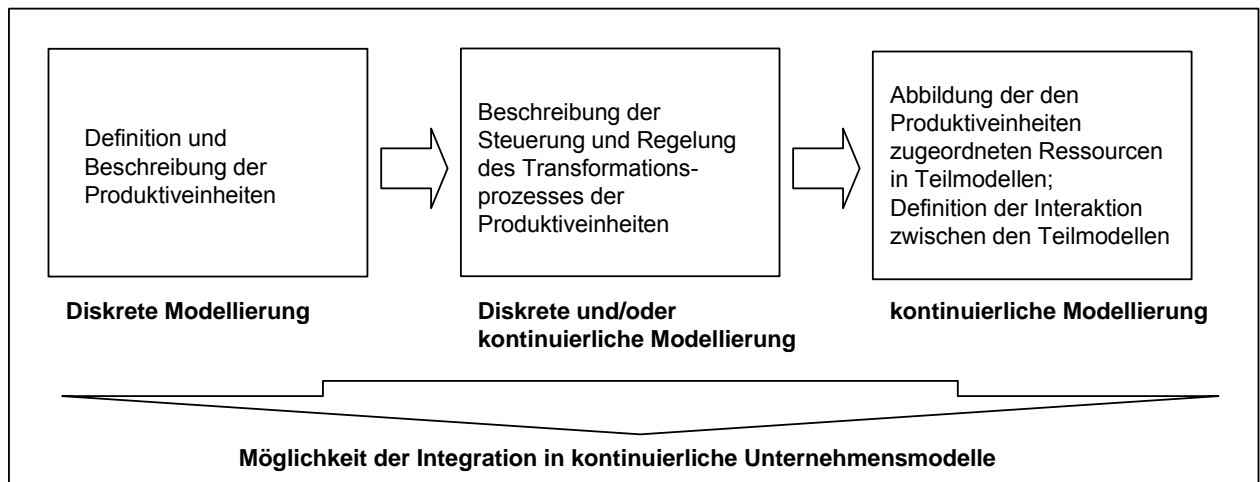 Definition und
Beschreibung der
Produktiveinheiten
Beschreibung der
Steuerung und Regelung
des Transformations-
prozesses der
Produktiveinheiten
Abbildung der den
Produktiveinheiten
zugeordneten Ressourcen
in Teilmodellen;
Definition der Interaktion
zwischen den Teilmodellen
Diskrete Modellierung
Diskrete und/oder
kontinuierliche Modellierung
kontinuierliche Modellierung
Möglichkeit der Integration in kontinuierliche Unternehmensmodelle